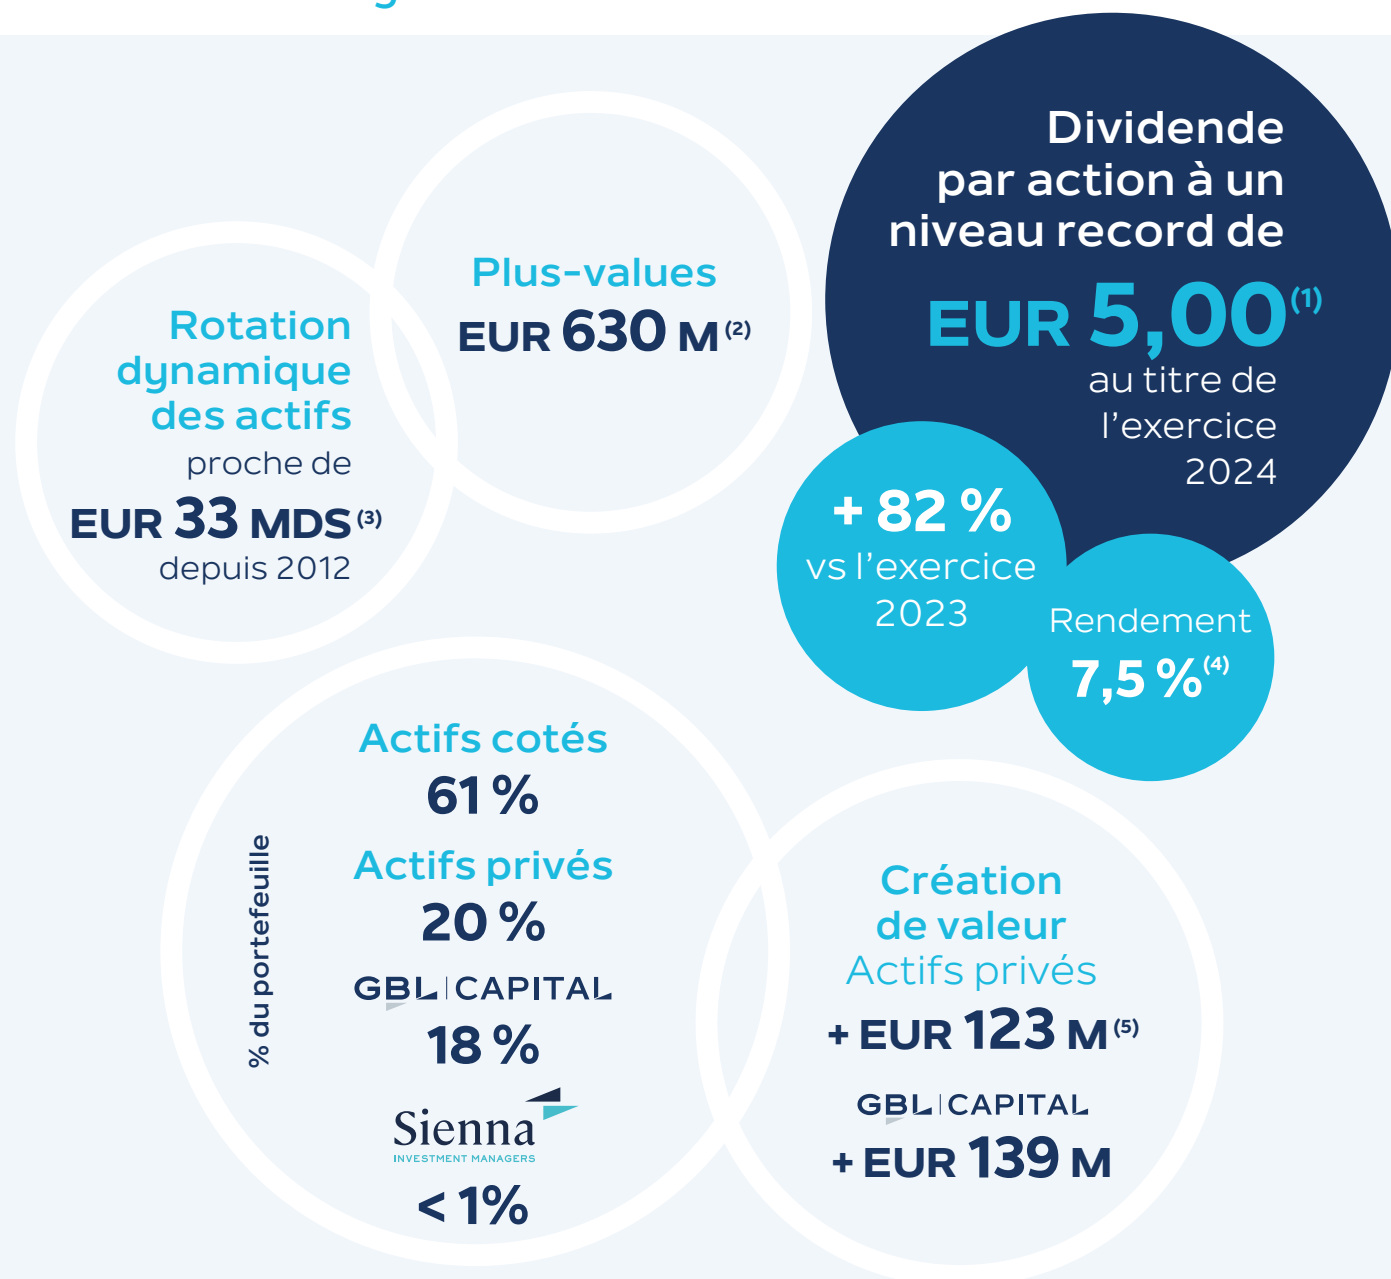 Dividende
par action à un
niveau record de
EUR 5,00(1)
au titre de
l’exercice
2024
+ 82 %
vs l’exercice
2023
Rendement
7,5 %(4)
Plus-values
EUR 630 M(2)
Rotation
dynamique
des actifs
proche de
EUR 33 MDS(3)
depuis 2012
% du portefeuille
Actifs cotés
61 %
Actifs privés
20 %
GBL | CAPITAL
18 %
Sienna
INVESTMENT MANAGERS
< 1%
Création
de valeur
Actifs privés
+ EUR 123 M(5)
GBL | CAPITAL
+ EUR 139 M